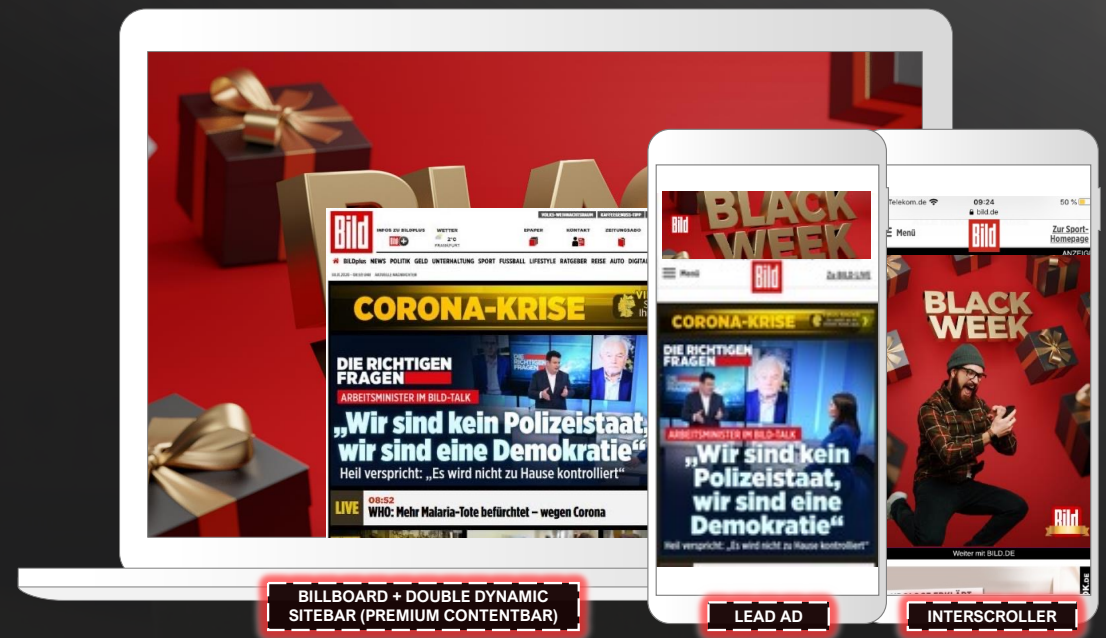 BLACK
Bild
INFOS ZU BILDPLUS
WETTER
2°C
FRANKFURT
VOLKS-WEIHNACHTSBAUM
KAFFEEGENUSS-TIPP
EPAPER
KONTAKT
ZEITUNGSABO
BILDplus NEWS POLITIK GELD UNTERHALTUNG SPORT FUSSBALL LIFESTYLE RATGEBER REISE AUTO DIGITAL
CORONA-KRISE
DIE RICHTIGEN
FRAGEN
ARBEITSMINISTER IM BILD-TALK
„Wir sind kein Polizeistaat,
wir sind eine Demokratie“
Heil verspricht: „Es wird nicht zu Hause kontrolliert“
LIVE
08:52
WHO: Mehr Malaria-Tote befürchtet – wegen Corona
BILLBOARD + DOUBLE DYNAMIC
SITEBAR (PREMIUM CONTENTBAR)
Bild
BLACK
WEEK
Menü
Bild
Zu BILD LIVE
CORONA-KRISE
DIE RICHTIGEN
FRAGEN
ARBEITSMINISTER IM BILD-TALK
„Wir sind kein
Polizeistaat,
wir sind eine
Demokratie“
Heil verspricht: „Es wird nicht zu Hause kontrolliert“
LEAD AD
Telekom.de
09:24
50 %
bild.de
Menü
Bild
Zur Sport-
Homepage
ANZEIGE
BLACK
WEEK
Bild
Weiter mit BILD.DE
INTERSCROLLER